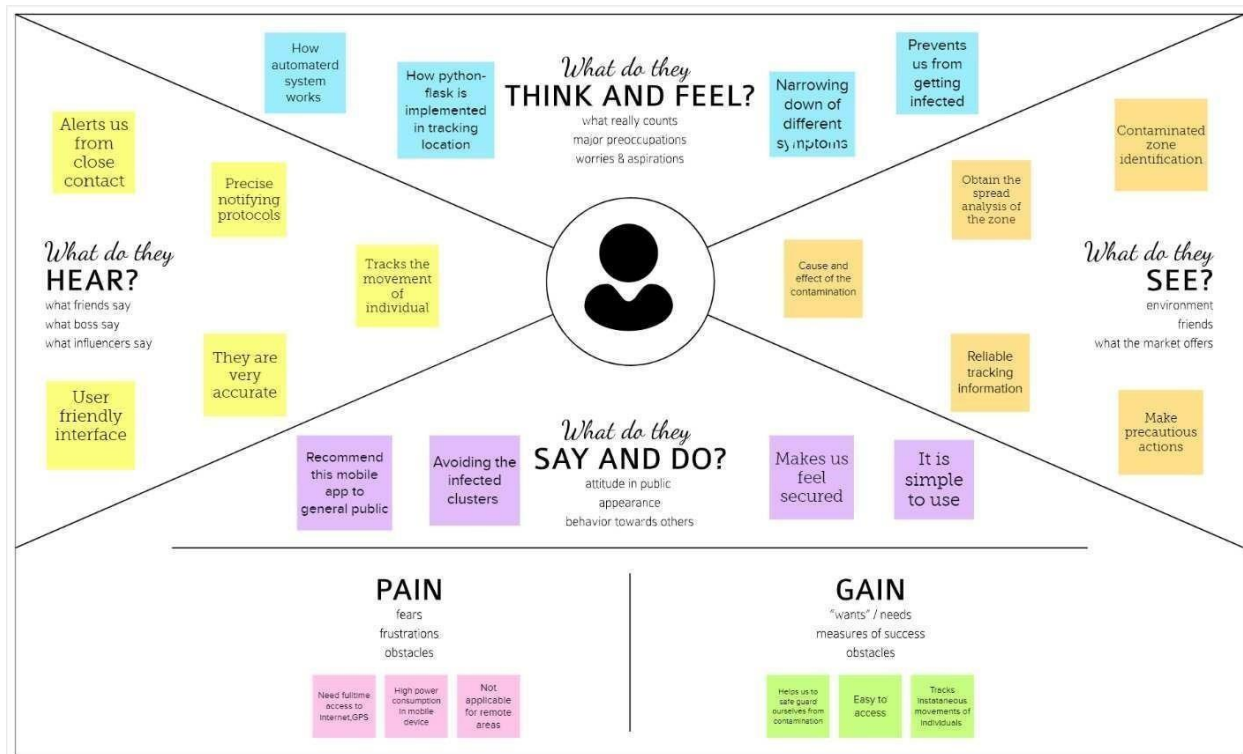 How
automaterd
system
works
How python-
flask is
implemented
in tracking
location
What do they
THINK AND FEEL?
what really counts
major preoccupations
worries & aspirations
Narrowing
down of
different
symptoms
Prevents
us from
getting
infected
Alerts us
from
close
contact
Precise
notifying
protocols
Tracks the
movement
of
individual
What do they
HEAR?
what friends say
what boss say
what influencers say
They are
very
accurate
User
friendly
interface
Contaminated
zone
identification
Obtain the
spread
analysis of
the zone
Cause and
effect of the
contamination
What do they
SEE?
environment
friends
what the market offers
Reliable
tracking
information
Make
precautious
actions
What do they
SAY AND DO?
attitude in public
appearance
behavior towards others
Recommend
this mobile
app to
general public
Avoiding the
infected
clusters
Makes us
feel
secured
It is
simple
to use
PAIN
fears
frustrations
obstacles
Need fulltime
access to
Internet,GPS
High power
consumption
in mobile
device
Not
applicable
for remote
areas
GAIN
"wants" / needs
measures of success
obstacles
Helps us to
safe guard
ourselves from
contamination
Easy to
access
Tracks
instataneous
movements of
individuals